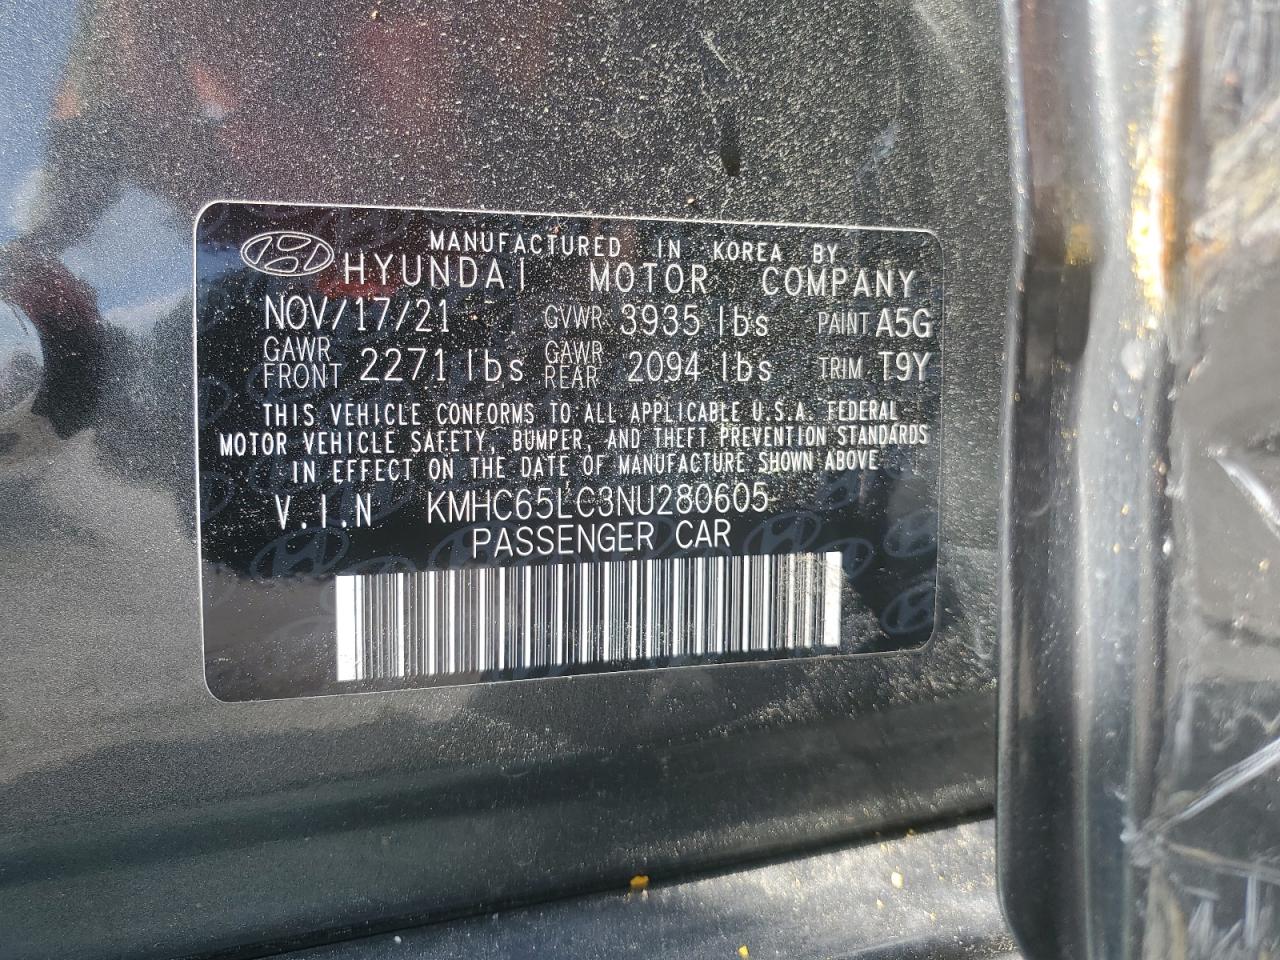 MANUFACTURED IN KOREA BY
HYUNDAI MOTOR COMPANY
NOV/17/21 GVWR 3935 lbs PAINT A5G
GAWR FRONT 2271 lbs GAWR REAR 2094 lbs TRIM T9Y
THIS VEHICLE CONFORMS TO ALL APPLICABLE U.S.A. FEDERAL
MOTOR VEHICLE SAFETY, BUMPER, AND THEFT PREVENTION STANDARDS
IN EFFECT ON THE DATE OF MANUFACTURE SHOWN ABOVE
V.I.N KMHC65LC3NU280605
PASSENGER CAR